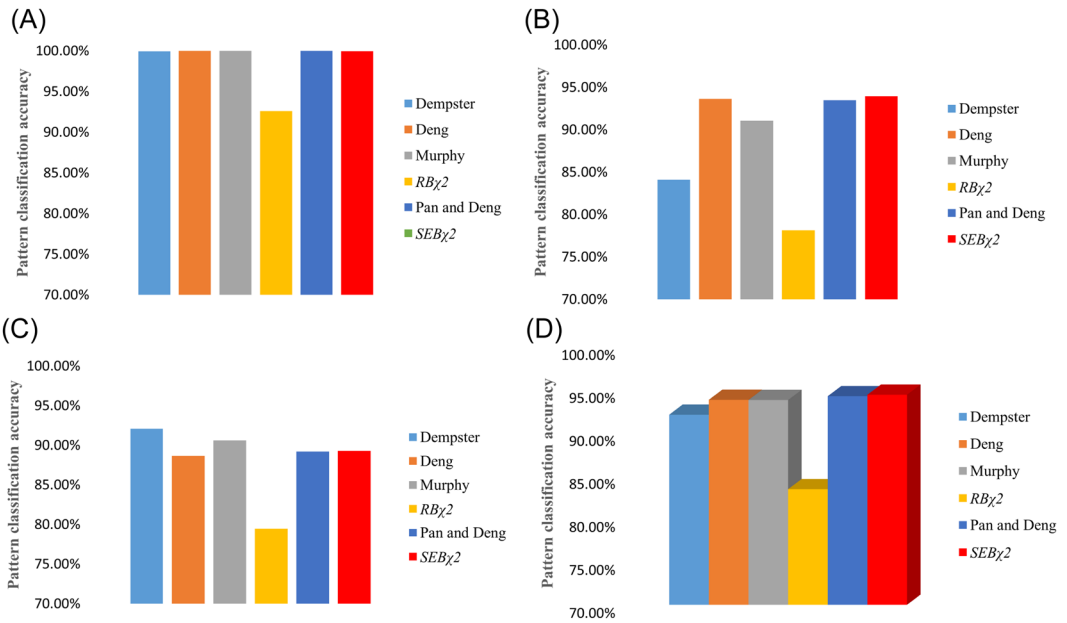 (A)
Pattern classification accuracy
100.00%
95.00%
90.00%
85.00%
80.00%
75.00%
70.00%
Dempster
Deng
Murphy
RBχ2
Pan and Deng
SEBχ2
(B)
Pattern classification accuracy
100.00%
95.00%
90.00%
85.00%
80.00%
75.00%
70.00%
Dempster
Deng
Murphy
RBχ2
Pan and Deng
SEBχ2
(C)
Pattern classification accuracy
100.00%
95.00%
90.00%
85.00%
80.00%
75.00%
70.00%
Dempster
Deng
Murphy
RBχ2
Pan and Deng
SEBχ2
(D)
Pattern classification accuracy
100.00%
95.00%
90.00%
85.00%
80.00%
75.00%
70.00%
Dempster
Deng
Murphy
RBχ2
Pan and Deng
SEBχ2